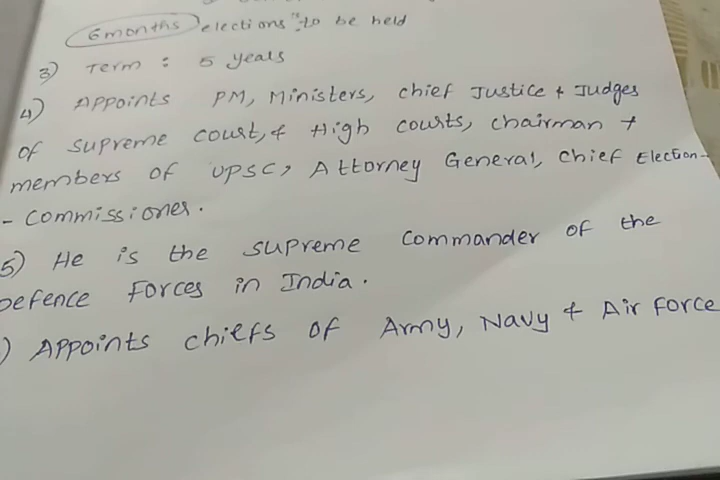 6months elections to be held
3) Term : 5 years
4) Appoints PM, Ministers, chief Justice & Judges
of supreme court, & High courts, chairman +
members of UPSC, Attorney General, chief Election-
- commissioner.
5) He is the supreme commander of the
Defence Forces in India.
) Appoints chiefs of Army, Navy & Air force